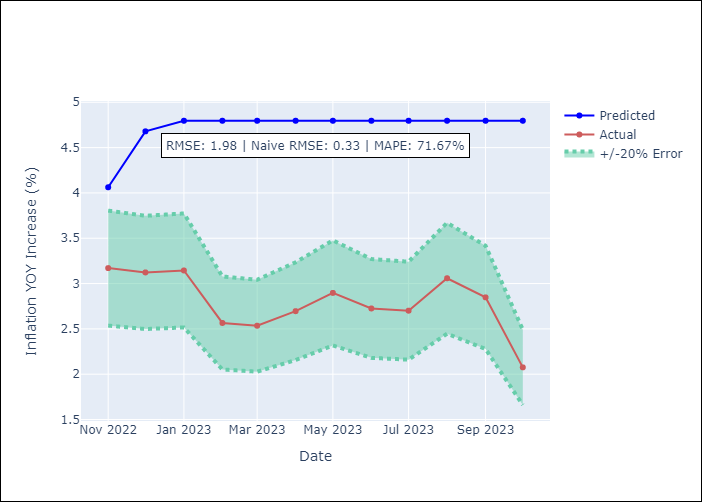 5
4.5
4
3.5
3
2.5
2
1.5
Inflation YOY Increase (%)
RMSE: 1.98 | Naive RMSE: 0.33 | MAPE: 71.67%
Predicted
Actual
+/-20% Error
Nov 2022 Jan 2023 Mar 2023 May 2023 Jul 2023 Sep 2023
Date